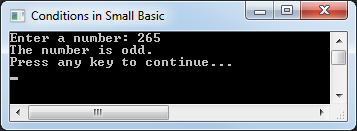 Conditions in Small Basic
Enter a number: 265
The number is odd.
Press any key to continue...